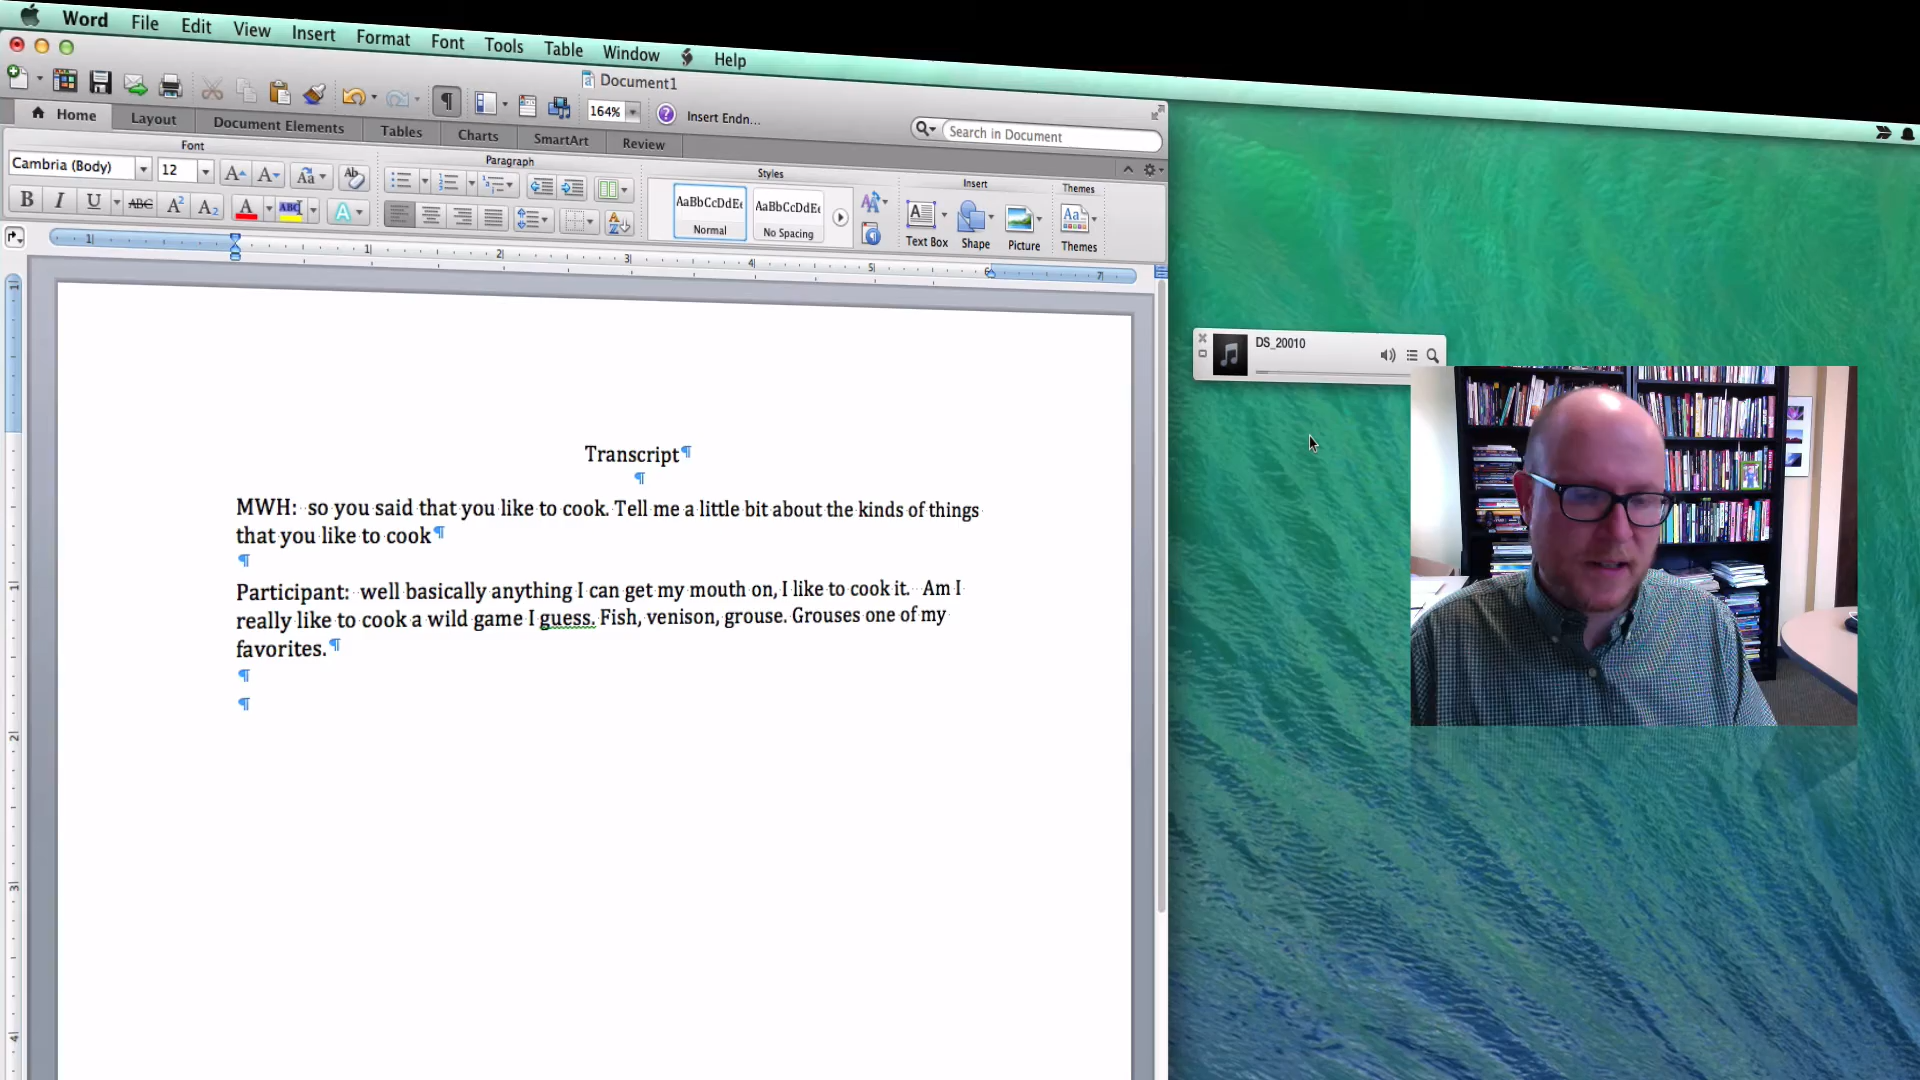 Word File Edit View Insert Format Font Tools Table Window Help
Document1
164% Insert Endn... Search in Document
Home Layout Document Elements Tables Charts SmartArt Review
Font Paragraph Styles Insert Themes
Cambria (Body) 12
AaBbCcDdEe AaBbCcDdEe
Normal No Spacing
Text Box Shape Picture Themes
DS_20010
Transcript
MWH: so you said that you like to cook. Tell me a little bit about the kinds of things
that you like to cook
Participant: well basically anything I can get my mouth on, I like to cook it. Am I
really like to cook a wild game I guess. Fish, venison, grouse. Grouses one of my
favorites.